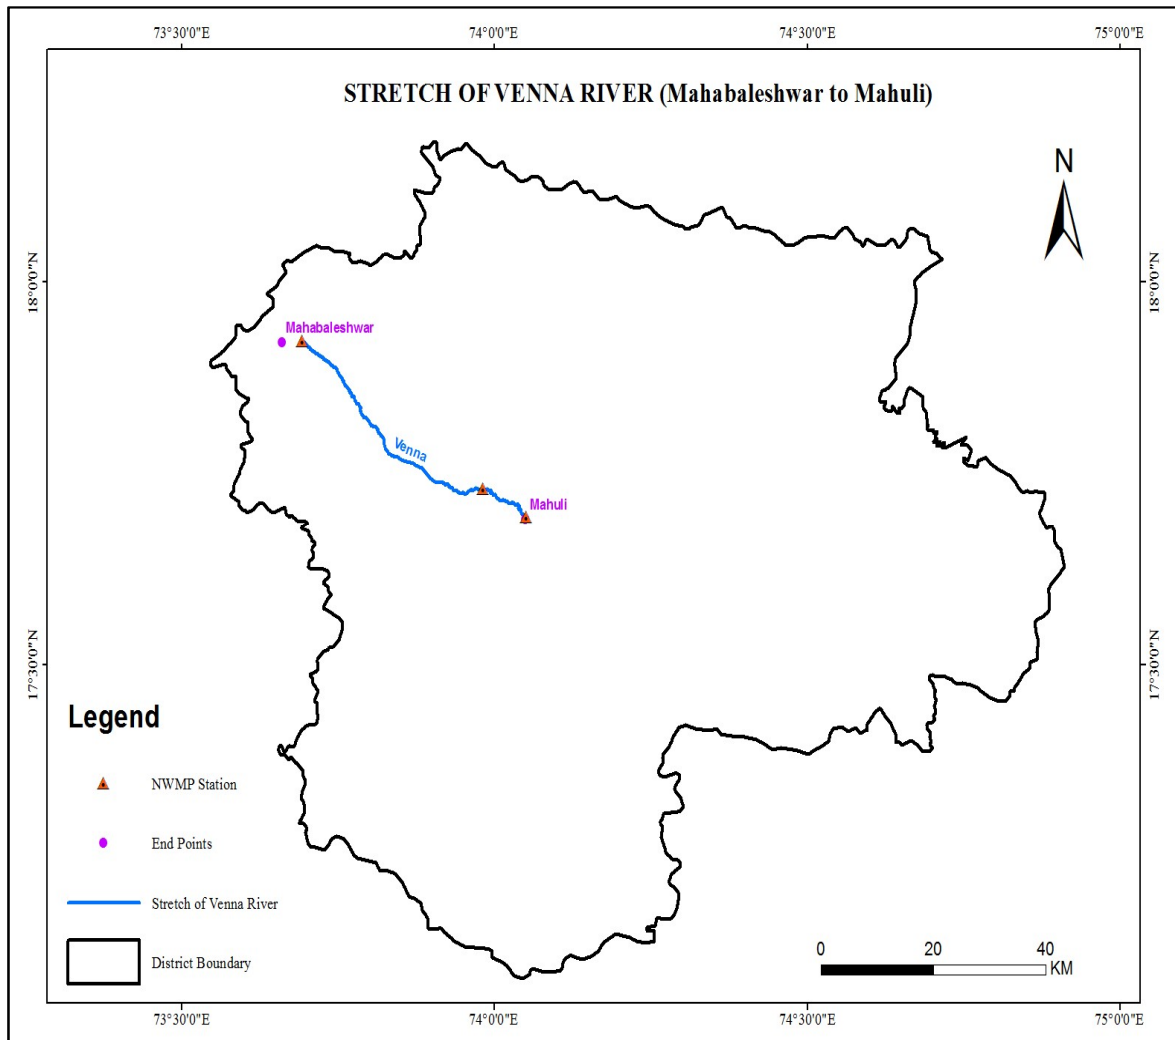 73°30'0"E 74°0'0"E 74°30'0"E 75°0'0"E
STRETCH OF VENNA RIVER (Mahabaleshwar to Mahuli)
N
18°0'0"N 18°0'0"N
Mahabaleshwar
Venna
Mahuli
17°30'0"N 17°30'0"N
Legend
NWMP Station
End Points
Stretch of Venna River
District Boundary
0 20 40
KM
73°30'0"E 74°0'0"E 74°30'0"E 75°0'0"E